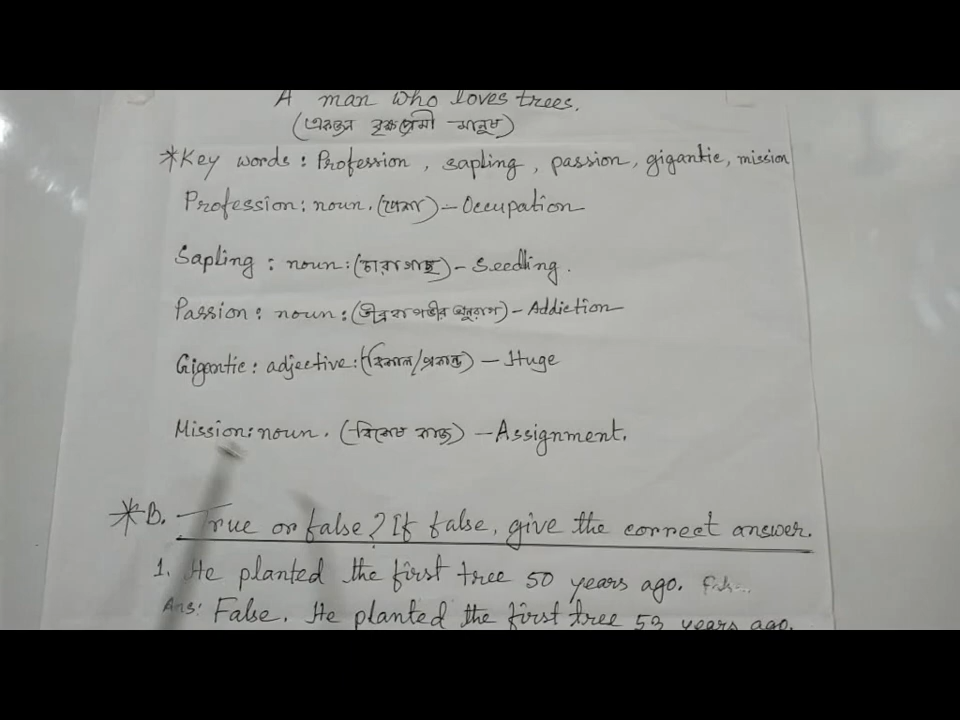 A man who loves trees.
(একজন বৃক্ষপ্রেমী মানুষ)
*Key words: Profession, sapling, passion, gigantic, mission
Profession: noun. (পেশা) - Occupation
Sapling: noun: (চারাগাছ) - Seedling.
Passion: noun: (তীব্র বা গভীর অনুরাগ) - Addiction
Gigantic: adjective: (বিশাল/প্রকান্ড) - Huge
Mission: noun. (বিশেষ কাজ) - Assignment.
*B. True or false? If false, give the correct answer.
1. He planted the first tree 50 years ago.
Ans: False. He planted the first tree 53 years ago.